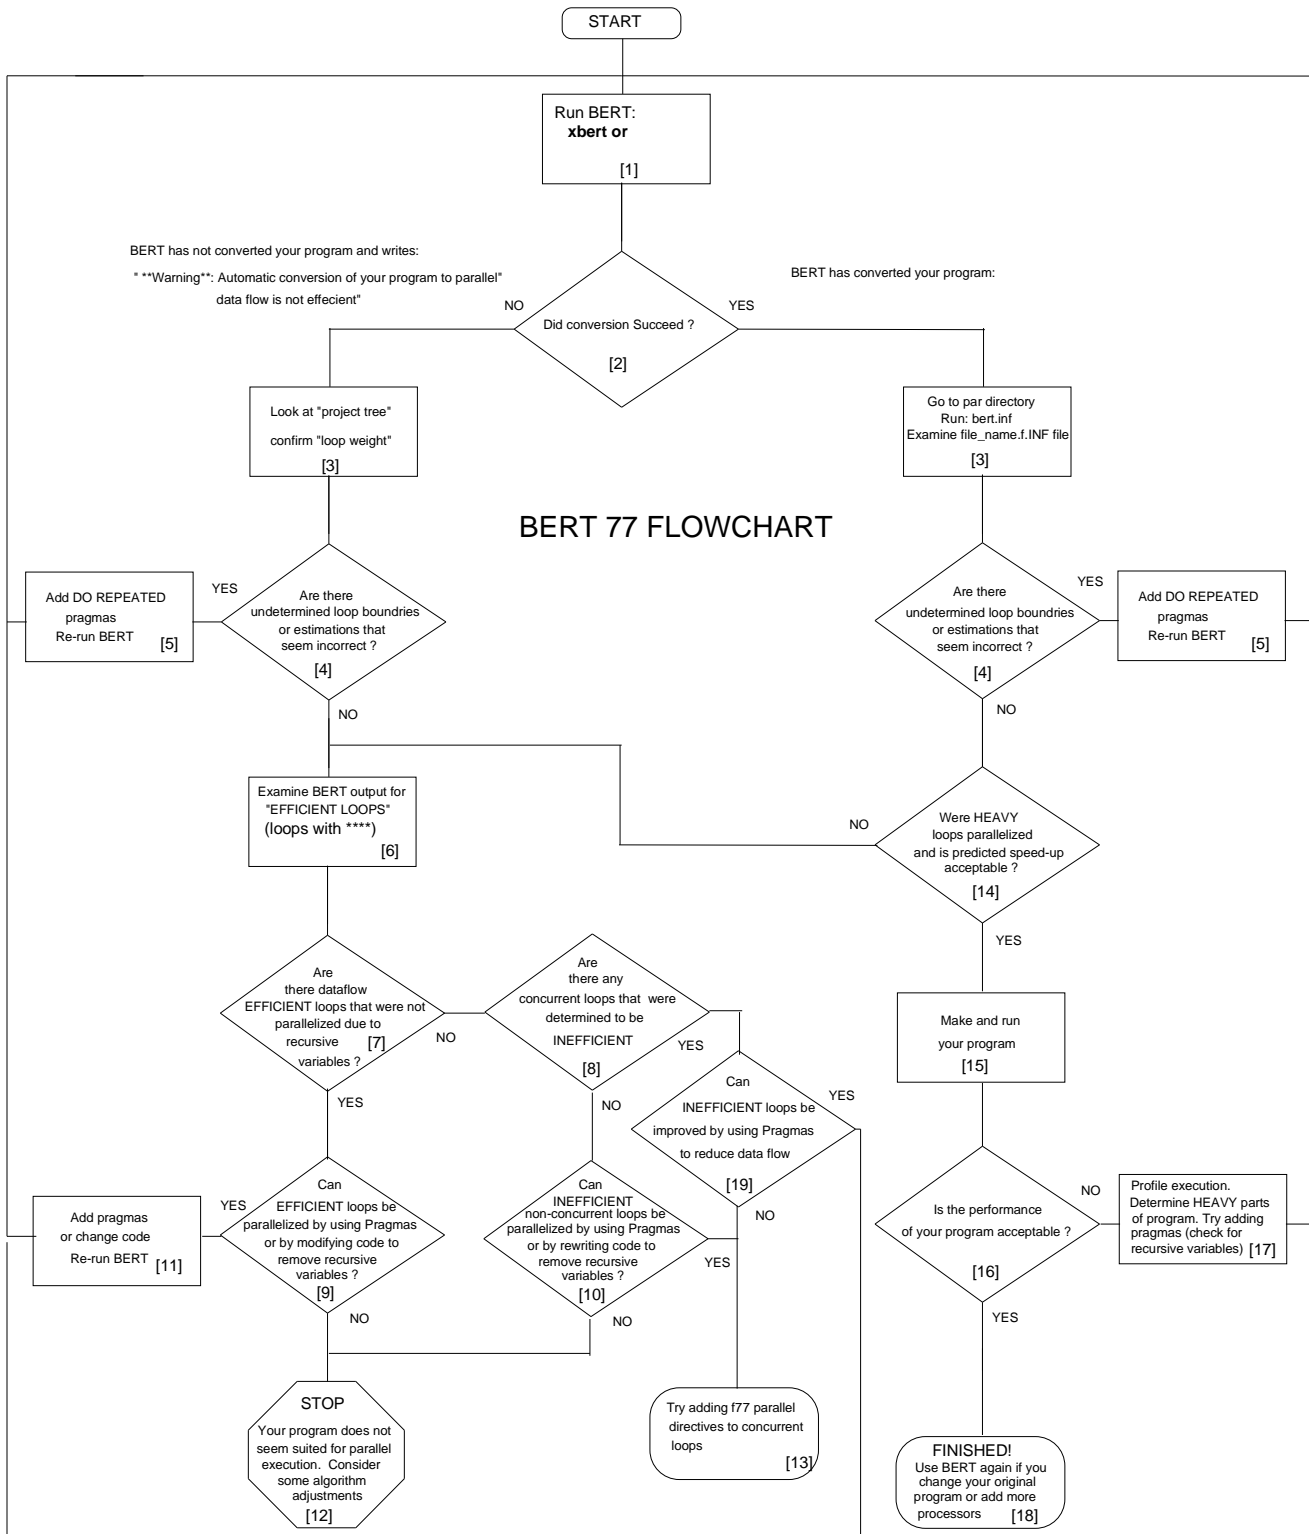 START
Run BERT:
xbert or
[1]
BERT has not converted your program and writes:
" **Warning**: Automatic conversion of your program to parallel"
data flow is not effecient"
BERT has converted your program:
NO
YES
Did conversion Succeed ?
[2]
Look at "project tree"
confirm "loop weight"
[3]
Go to par directory
Run: bert.inf
Examine file_name.f.INF file
[3]
BERT 77 FLOWCHART
Add DO REPEATED
pragmas
Re-run BERT
[5]
YES
Are there
undetermined loop boundries
or estimations that
seem incorrect ?
[4]
NO
Are there
undetermined loop boundries
or estimations that
seem incorrect ?
[4]
YES
NO
Add DO REPEATED
pragmas
Re-run BERT
[5]
Examine BERT output for
"EFFICIENT LOOPS"
(loops with ****)
[6]
NO
Were HEAVY
loops parallelized
and is predicted speed-up
acceptable ?
[14]
YES
Are
there dataflow
EFFICIENT loops that were not
parallelized due to
recursive
[7]
variables ?
NO
YES
Are
there any
concurrent loops that were
determined to be
INEFFICIENT
[8]
YES
NO
Make and run
your program
[15]
Can
INEFFICIENT loops be
improved by using Pragmas
to reduce data flow
[19]
YES
NO
Add pragmas
or change code
Re-run BERT
[11]
YES
Can
EFFICIENT loops be
parallelized by using Pragmas
or by modifying code to
remove recursive
variables ?
[9]
NO
Can
INEFFICIENT
non-concurrent loops be
parallelized by using Pragmas
or by rewriting code to
remove recursive
variables ?
[10]
YES
NO
Is the performance
of your program acceptable ?
[16]
NO
YES
Profile execution.
Determine HEAVY parts
of program. Try adding
pragmas (check for
recursive variables)
[17]
STOP
Your program does not
seem suited for parallel
execution. Consider
some algorithm
adjustments
[12]
Try adding f77 parallel
directives to concurrent
loops
[13]
FINISHED!
Use BERT again if you
change your original
program or add more
processors
[18]